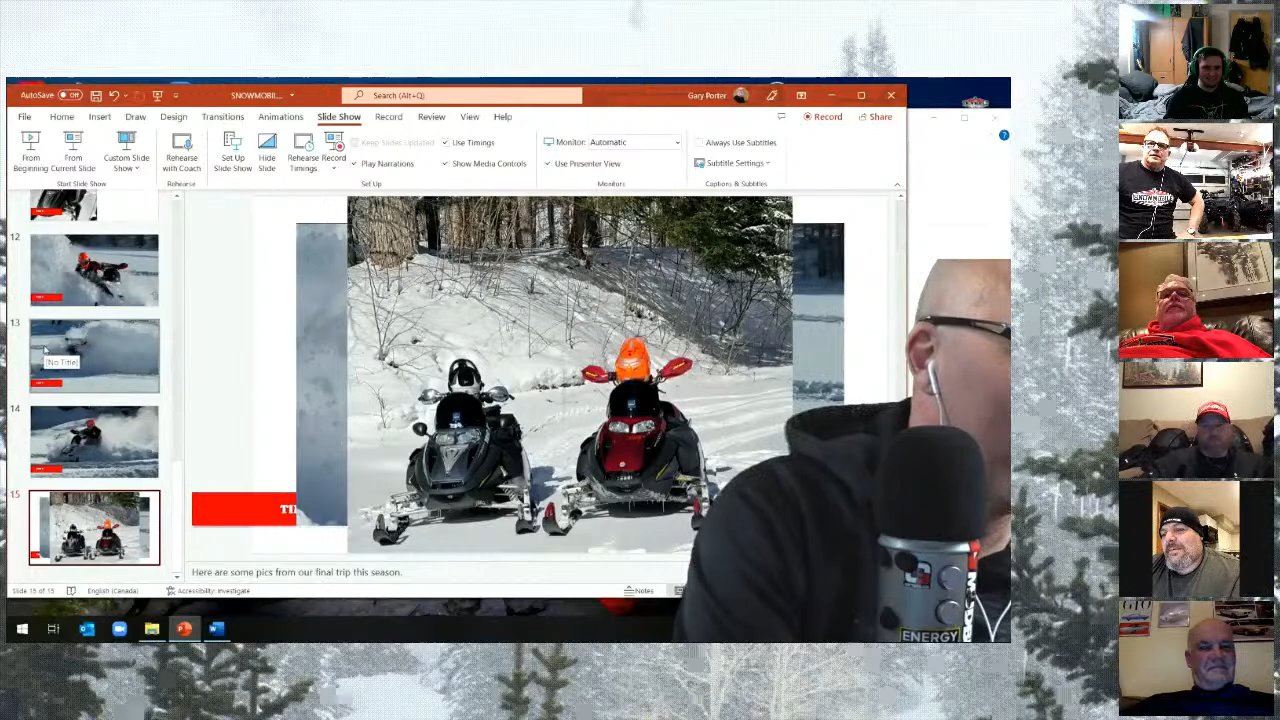 AutoSave Off
SNOWMOBIL...
Search (Alt+Q)
Gary Porter
File Home Insert Draw Design Transitions Animations Slide Show Record Review View Help
Record Share
From Beginning
From Current Slide
Custom Slide Show
Start Slide Show
Rehearse with Coach
Rehearse
Set Up Slide Show
Hide Slide
Rehearse Timings
Record
Keep Slides Updated
Play Narrations
Use Timings
Show Media Controls
Set Up
Monitor: Automatic
Use Presenter View
Monitors
Always Use Subtitles
Subtitle Settings
Captions & Subtitles
12
13
[No Title]
14
15
Here are some pics from our final trip this season.
Slide 15 of 15
English (Canada)
Accessibility: Investigate
Notes
ENERGY
GTO